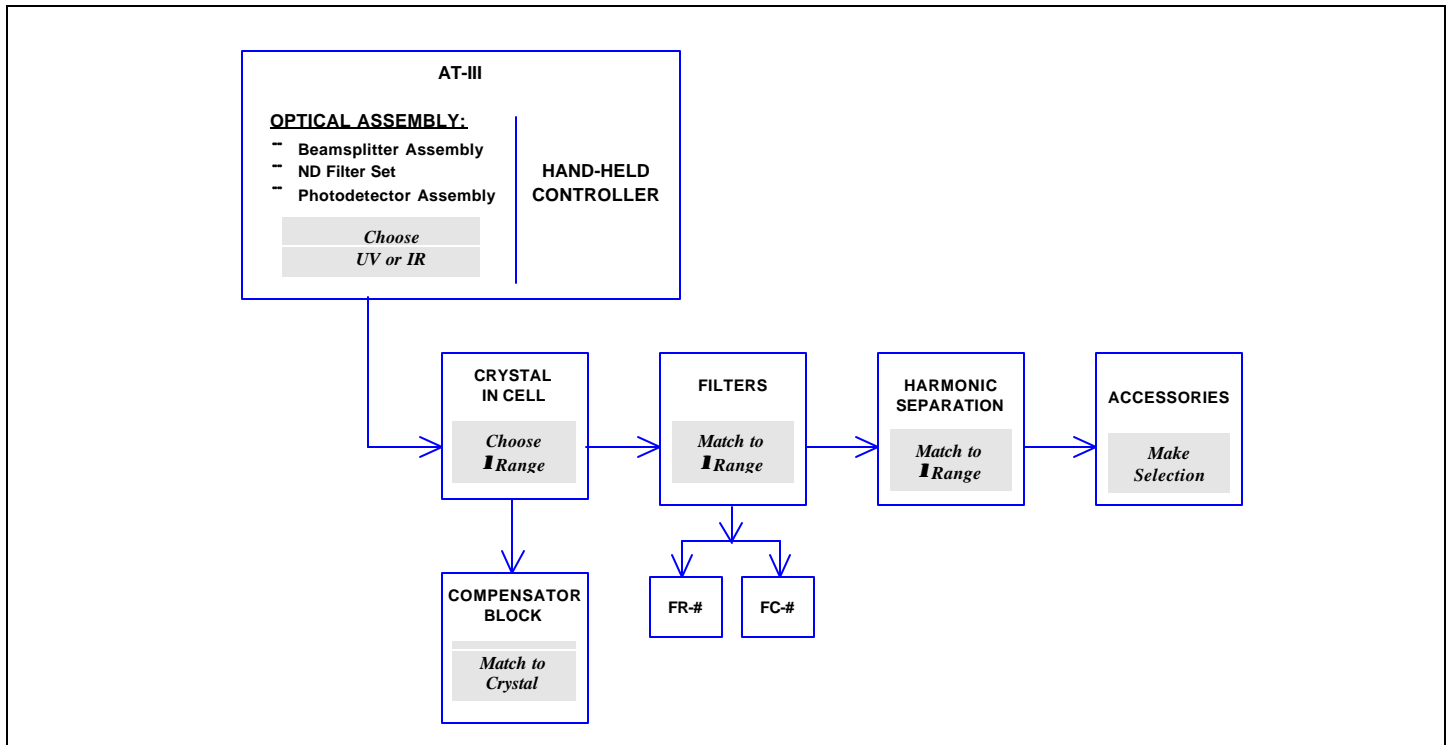 AT-III
OPTICAL ASSEMBLY:
-- Beamsplitter Assembly
-- ND Filter Set
-- Photodetector Assembly
Choose
UV or IR
HAND-HELD
CONTROLLER
CRYSTAL
IN CELL
Choose
l Range
FILTERS
Match to
l Range
HARMONIC
SEPARATION
Match to
l Range
ACCESSORIES
Make
Selection
COMPENSATOR
BLOCK
Match to
Crystal
FR-#
FC-#